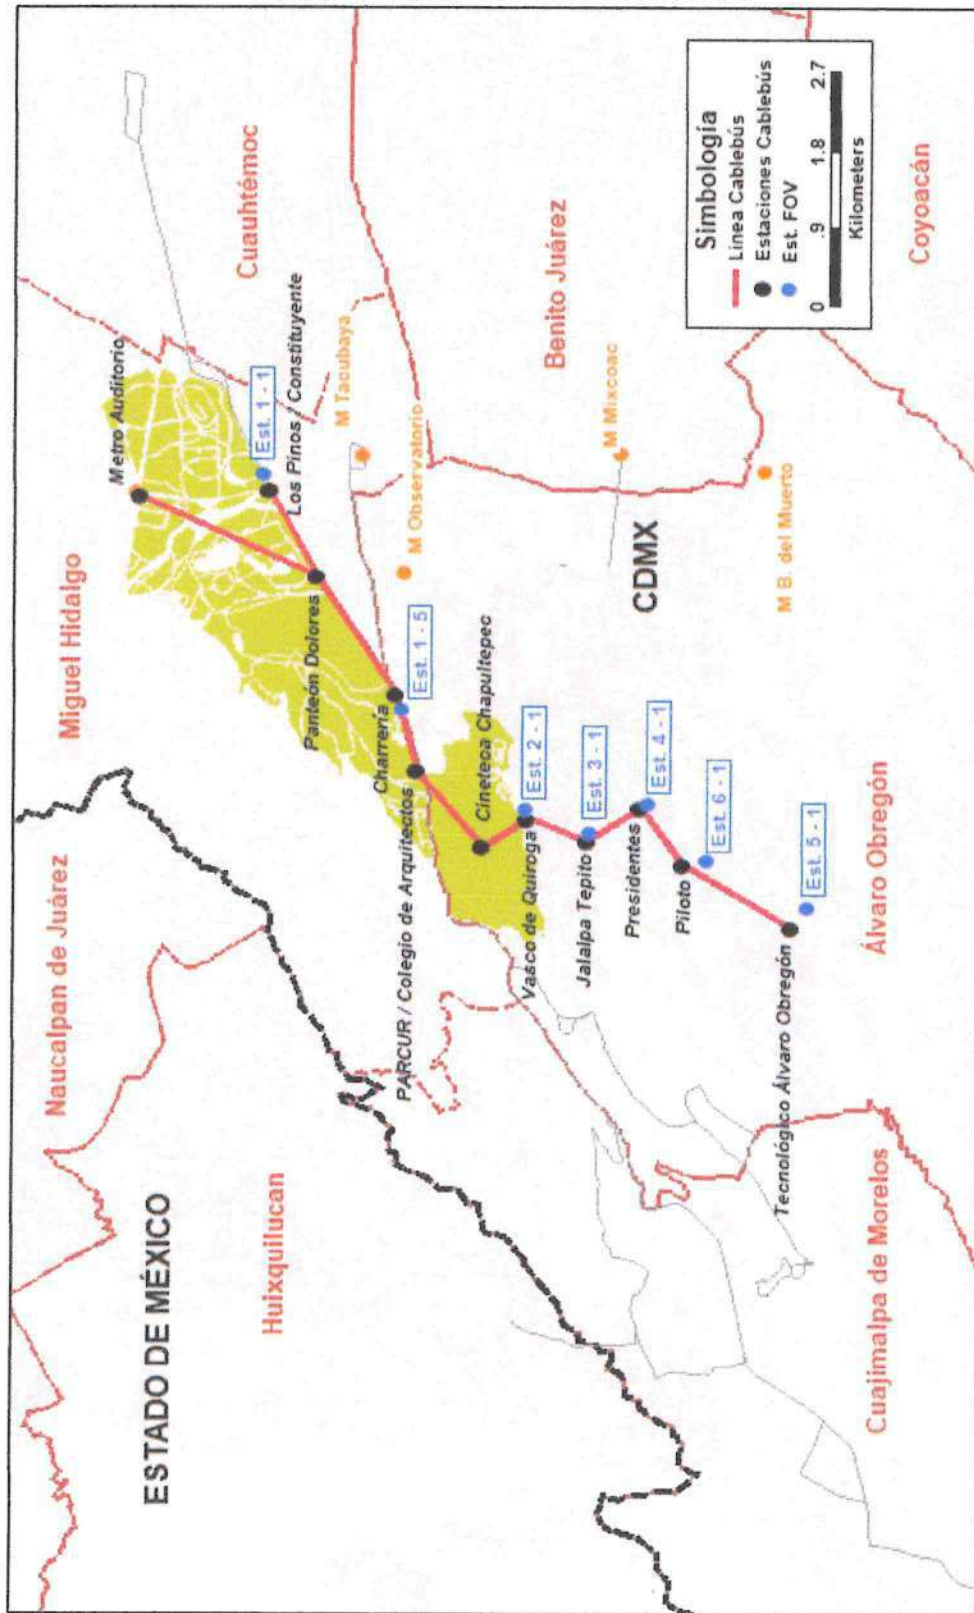 ESTADO DE MÉXICO
Naucalpan de Juárez
Huixquilucan
Miguel Hidalgo
Cuauhtémoc
Metro Auditorio
Est. 1 - 1
Los Pinos / Constituyente
Panteón Dolores
M Tacubaya
M Observatorio
Charrería
Est. 1 - 5
PARCUR / Colegio de Arquitectos
Cineteca Chapultepec
Benito Juárez
M Mixcoac
CDMX
M B. del Muerto
Vasco de Quiroga
Est. 2 - 1
Jalalpa Tepito
Est. 3 - 1
Presidentes
Est. 4 - 1
Piloto
Est. 6 - 1
Tecnológico Álvaro Obregón
Est. 5 - 1
Álvaro Obregón
Cuajimalpa de Morelos
Coyoacán
Simbología
Linea Cablebús
Estaciones Cablebús
Est. FOV
0 .9 1.8 2.7
Kilometers